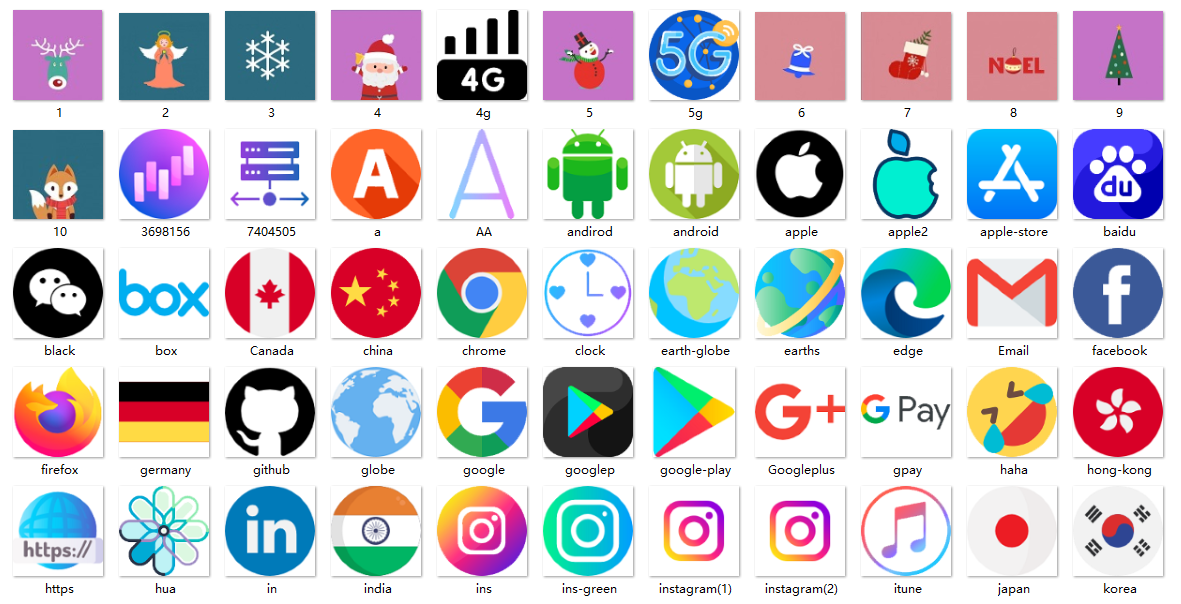 4G
5G
NOEL
1
2
3
4
4g
5
5g
6
7
8
9
A
A
du
10
3698156
7404505
a
AA
andirod
android
apple
apple2
apple-store
baidu
box
f
black
box
Canada
china
chrome
clock
earth-globe
earths
edge
Email
facebook
G
G+
G Pay
firefox
germany
github
globe
google
googlep
google-play
Googleplus
gpay
haha
hong-kong
https://
in
https
hua
in
india
ins
ins-green
instagram(1)
instagram(2)
itune
japan
korea